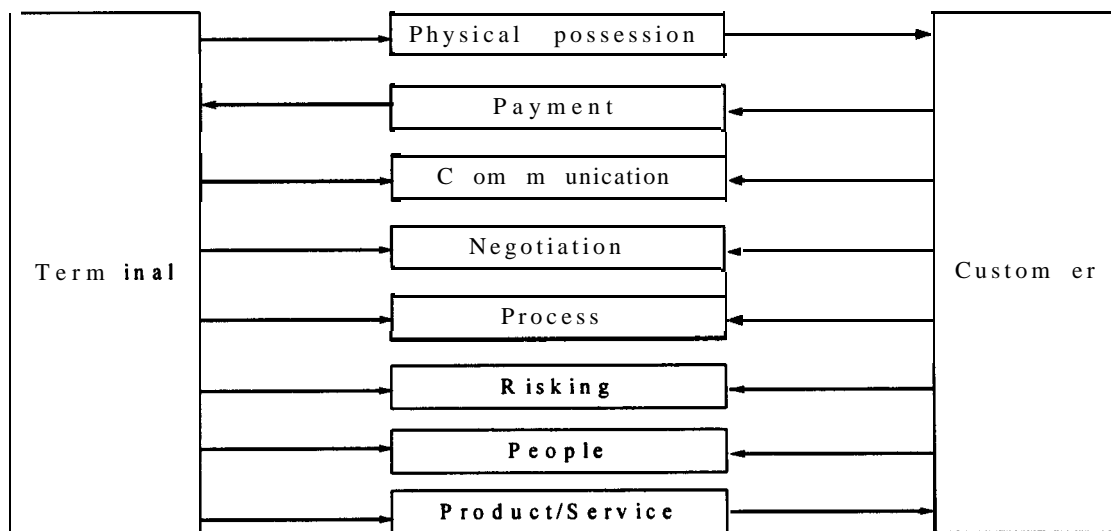 Physical possession
Payment
Communication
Negotiation
Terminal
Customer
Process
Risking
People
Product/Service